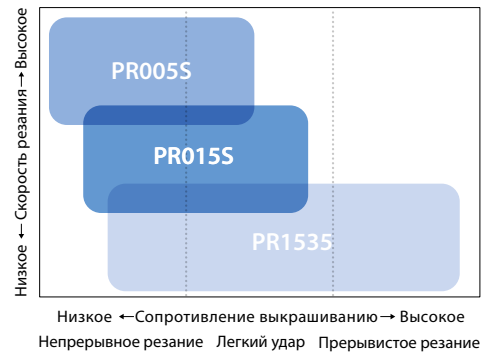 Низкое ← Скорость резания → Высокое
PR005S
PR015S
PR1535
Низкое ←Сопротивление выкрашиванию→ Высокое
Непрерывное резание Легкий удар Прерывистое резание